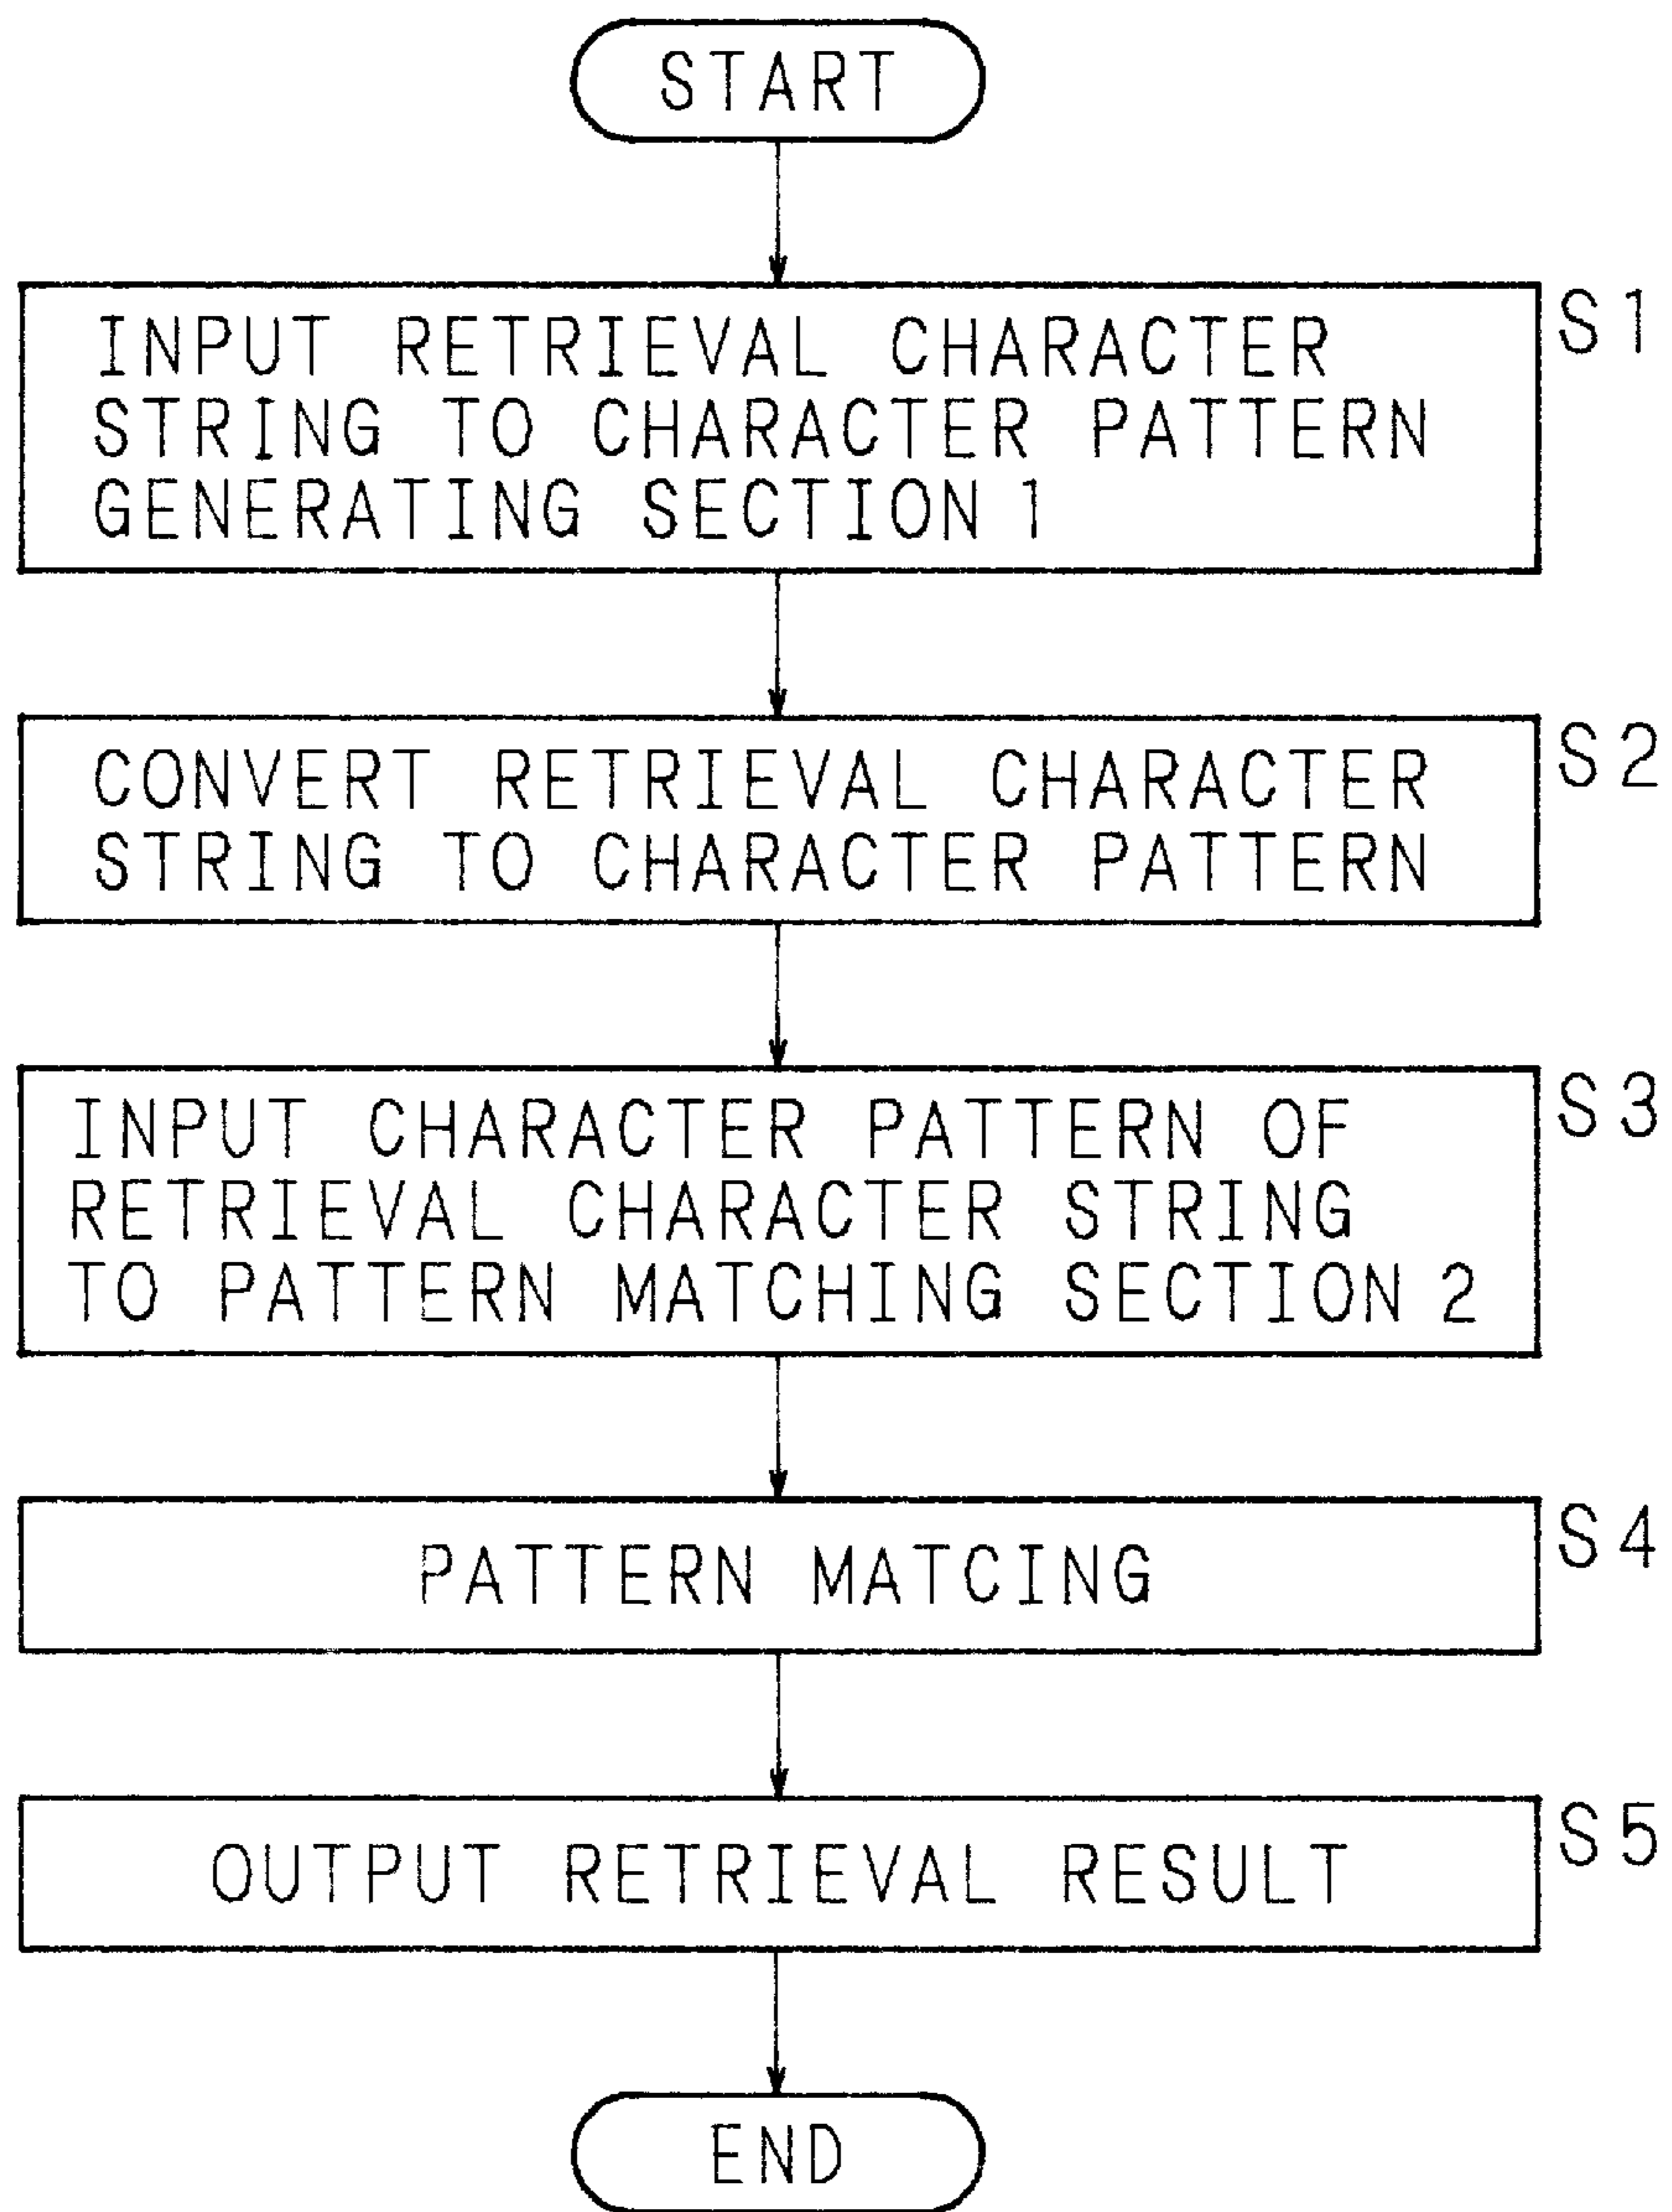 START
S1
INPUT RETRIEVAL CHARACTER
STRING TO CHARACTER PATTERN
GENERATING SECTION 1
S2
CONVERT RETRIEVAL CHARACTER
STRING TO CHARACTER PATTERN
S3
INPUT CHARACTER PATTERN OF
RETRIEVAL CHARACTER STRING
TO PATTERN MATCHING SECTION 2
S4
PATTERN MATCING
S5
OUTPUT RETRIEVAL RESULT
END